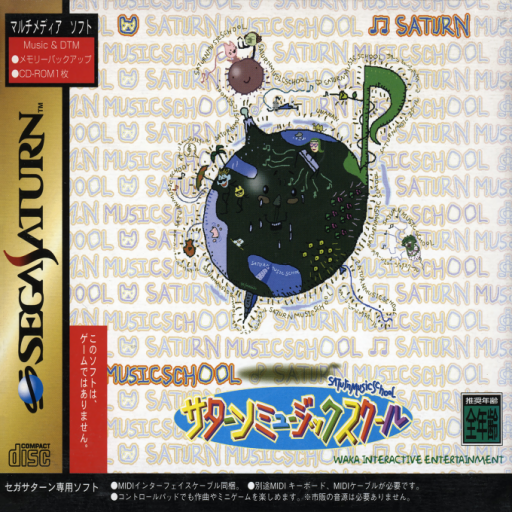 マルチメディア ソフト
Music & DTM
●メモリーバックアップ
●CD-ROM1枚
SEGA SATURN™
このソフトは、
ゲームではありません。
COMPACT
disc
セガサターン専用ソフト
SATURN
MUSICSCHOOL
SATURN MUSIC SCHOOL
サターンミュージックスクール
推奨年齢
全年齢
WAKA INTERACTIVE ENTERTAINMENT
●MIDIインターフェイスケーブル同梱。 ●別途MIDI キーボード、MIDIケーブルが必要です。
●コントロールパッドでも作曲やミニゲームを楽しめます。※市販の音源は必要ありません。